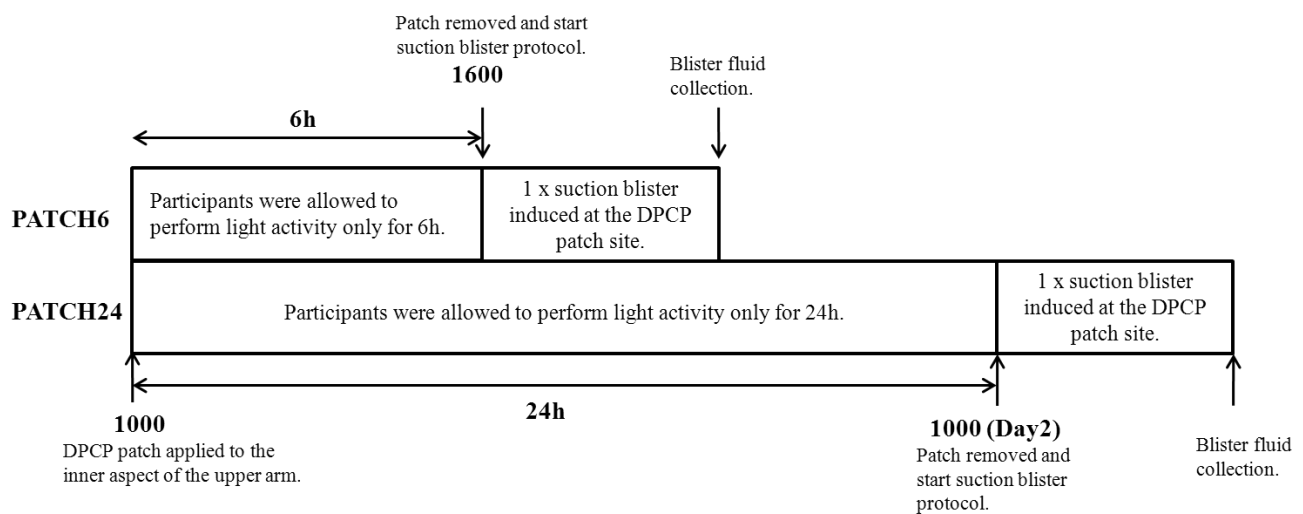 Patch removed and start
suction blister protocol.
1600
Blister fluid
collection.
6h
PATCH6
Participants were allowed to
perform light activity only for 6h.
1 x suction blister
induced at the DPCP
patch site.
PATCH24
Participants were allowed to perform light activity only for 24h.
1 x suction blister
induced at the DPCP
patch site.
24h
1000
DPCP patch applied to the
inner aspect of the upper arm.
1000 (Day2)
Patch removed and
start suction blister
protocol.
Blister fluid
collection.